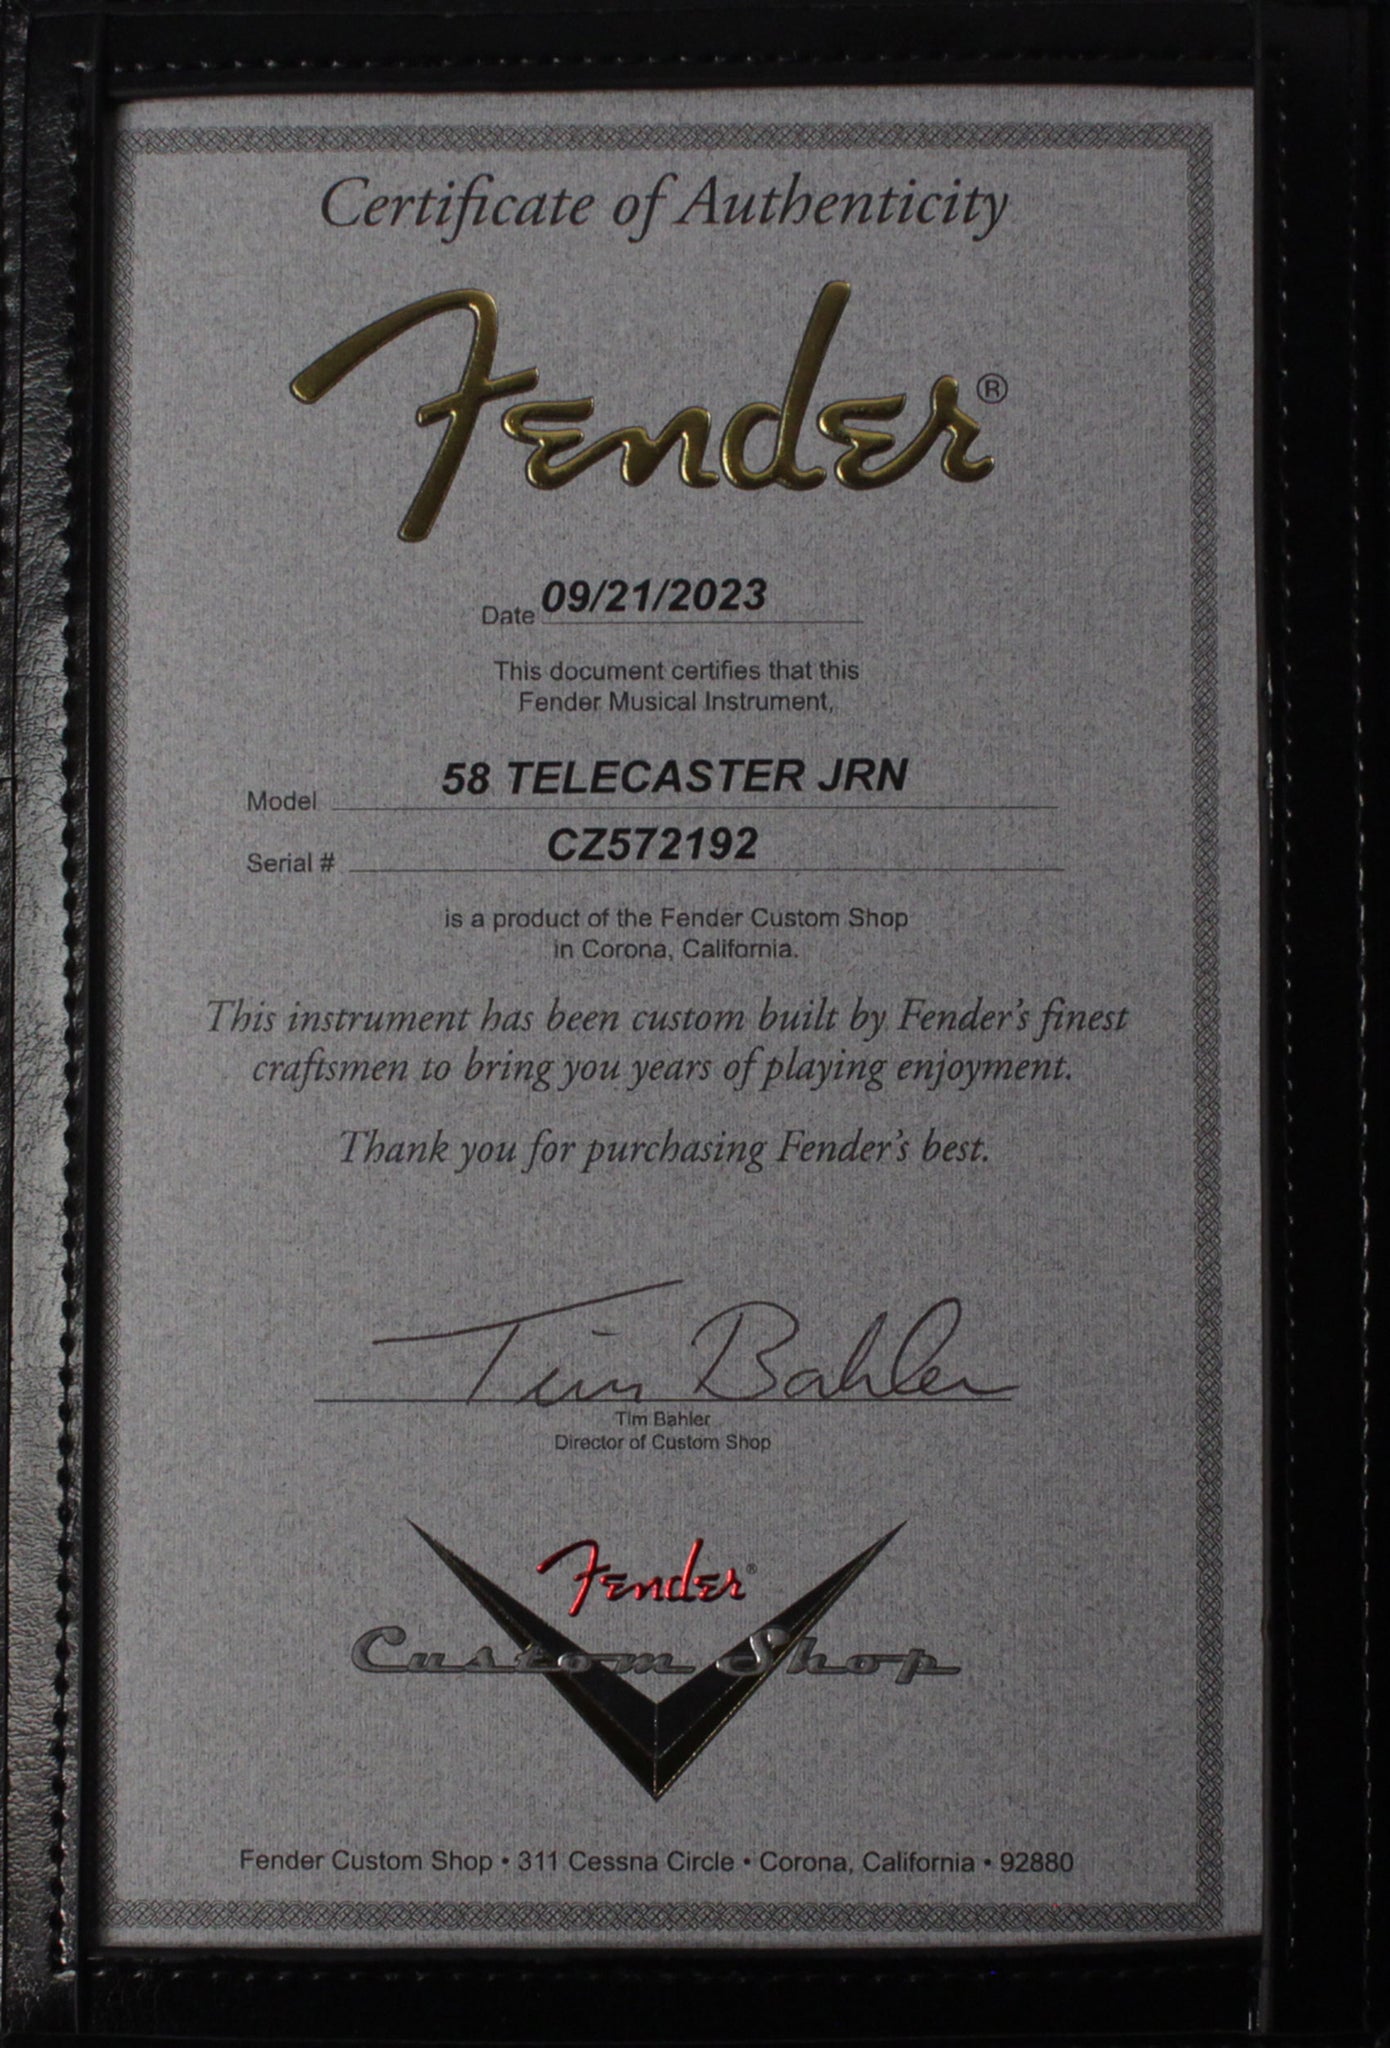 Certificate of Authenticity
Fender®
Date 09/21/2023
This document certifies that this
Fender Musical Instrument,
Model 58 TELECASTER JRN
Serial # CZ572192
is a product of the Fender Custom Shop
in Corona, California.
This instrument has been custom built by Fender's finest
craftsmen to bring you years of playing enjoyment.
Thank you for purchasing Fender's best.
Tim Bahler
Tim Bahler
Director of Custom Shop
Fender®
Custom Shop
Fender Custom Shop • 311 Cessna Circle • Corona, California • 92880